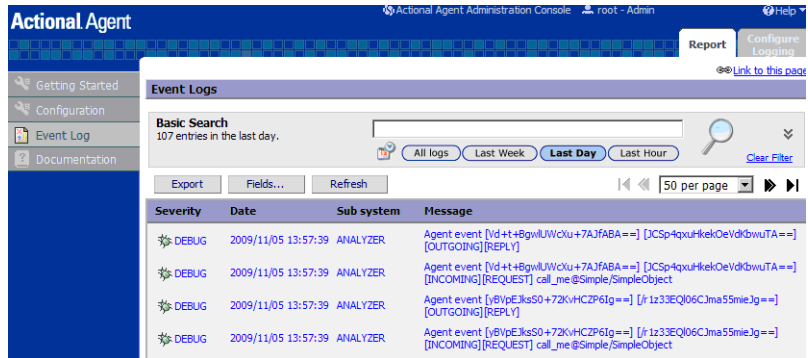 Actional Agent
Actional Agent Administration Console root - Admin Help
Report
Configure Logging
Link to this page
Getting Started
Configuration
Event Log
Documentation
Event Logs
Basic Search
107 entries in the last day.
All logs Last Week Last Day Last Hour
Clear Filter
Export Fields... Refresh 50 per page
Severity Date Sub system Message
DEBUG 2009/11/05 13:57:39 ANALYZER Agent event [Vd+t+BgwlUWcXu+7AJfABA==] [JCSp4qxuHkekOeVdKbwuTA==]
[OUTGOING][REPLY]
DEBUG 2009/11/05 13:57:39 ANALYZER Agent event [Vd+t+BgwlUWcXu+7AJfABA==] [JCSp4qxuHkekOeVdKbwuTA==]
[INCOMING][REQUEST] call_me@Simple/SimpleObject
DEBUG 2009/11/05 13:57:39 ANALYZER Agent event [yBVpEJksS0+72KvHCZP6Ig==] [/r1z33EQl06CJma55mieJg==]
[OUTGOING][REPLY]
DEBUG 2009/11/05 13:57:39 ANALYZER Agent event [yBVpEJksS0+72KvHCZP6Ig==] [/r1z33EQl06CJma55mieJg==]
[INCOMING][REQUEST] call_me@Simple/SimpleObject